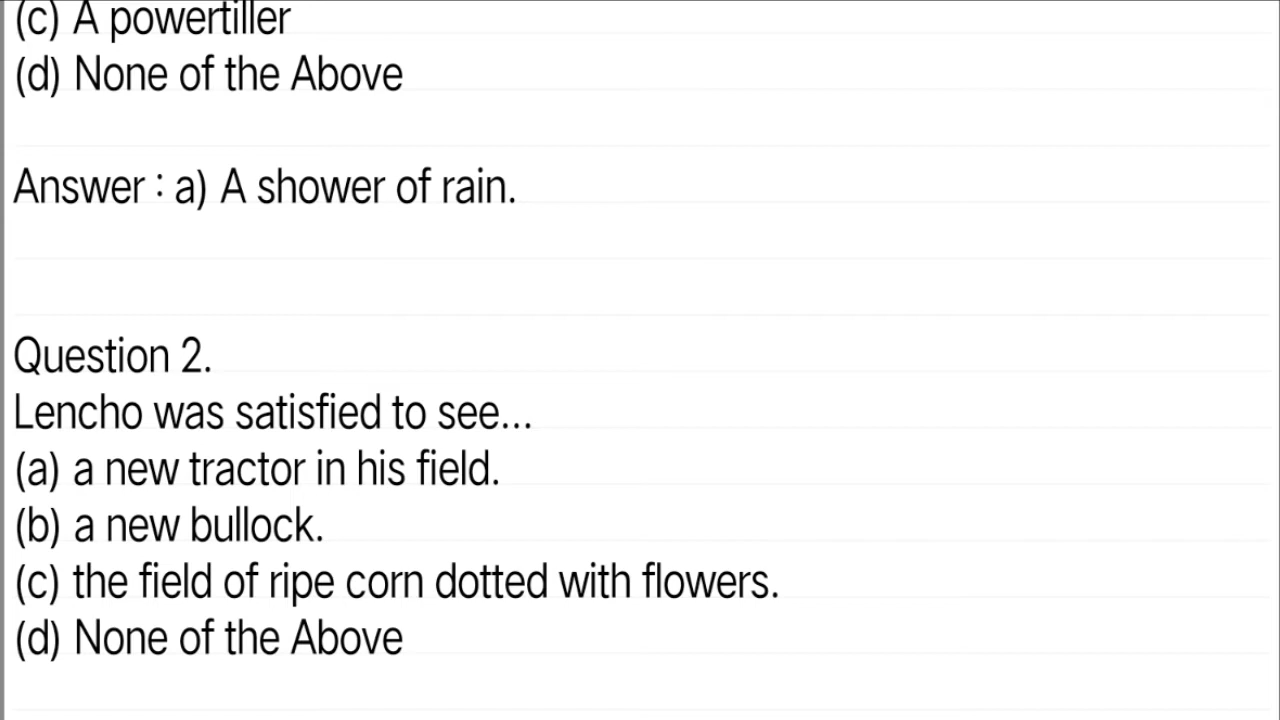 (c) A powertiller
(d) None of the Above
Answer : a) A shower of rain.
Question 2.
Lencho was satisfied to see...
(a) a new tractor in his field.
(b) a new bullock.
(c) the field of ripe corn dotted with flowers.
(d) None of the Above